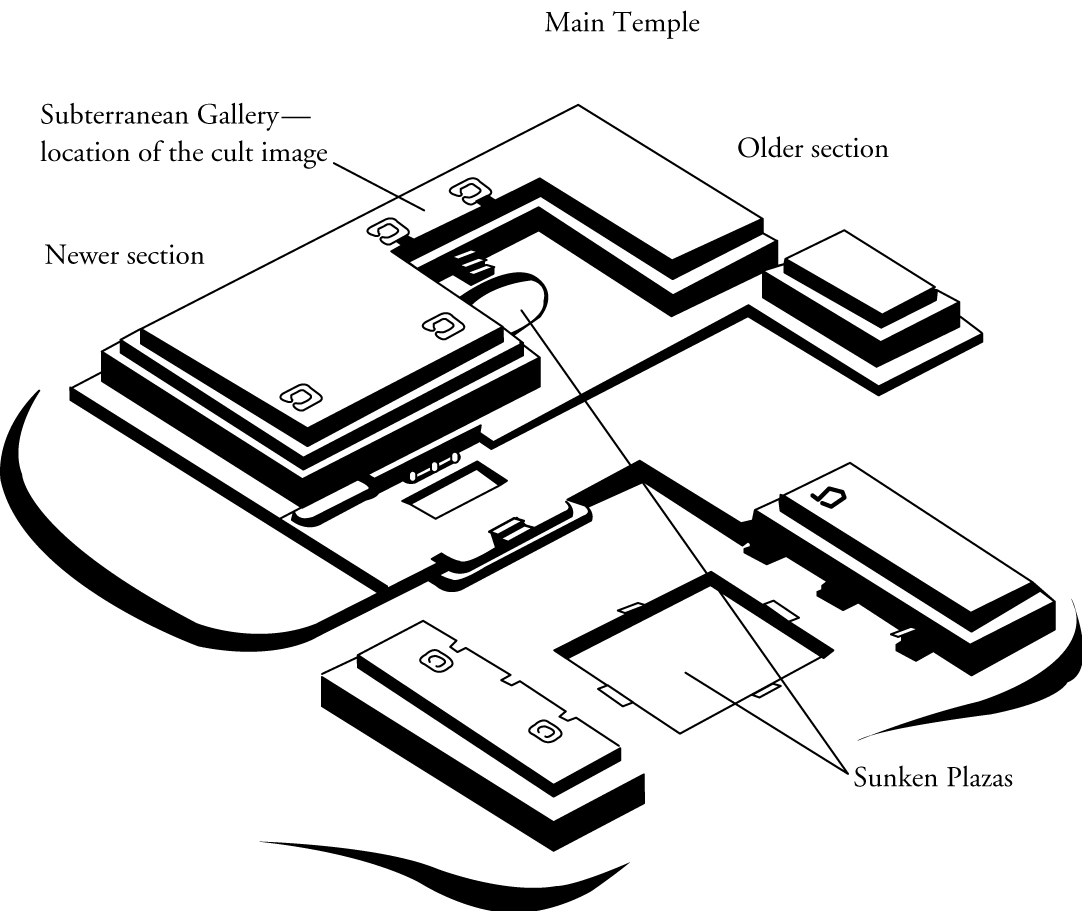 Main Temple
Subterranean Gallery—
location of the cult image
Older section
Newer section
Sunken Plazas